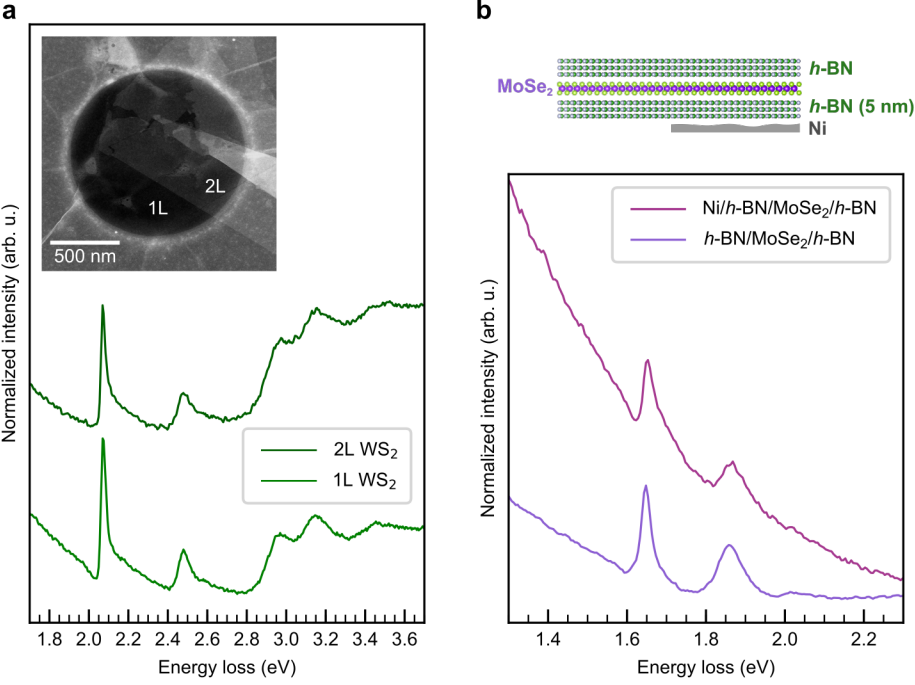 a
2L
1L
500 nm
2L WS₂
1L WS₂
Normalized intensity (arb. u.)
1.8 2.0 2.2 2.4 2.6 2.8 3.0 3.2 3.4 3.6
Energy loss (eV)
b
h-BN
MoSe₂
h-BN (5 nm)
Ni
Ni/h-BN/MoSe₂/h-BN
h-BN/MoSe₂/h-BN
Normalized intensity (arb. u.)
1.4 1.6 1.8 2.0 2.2
Energy loss (eV)